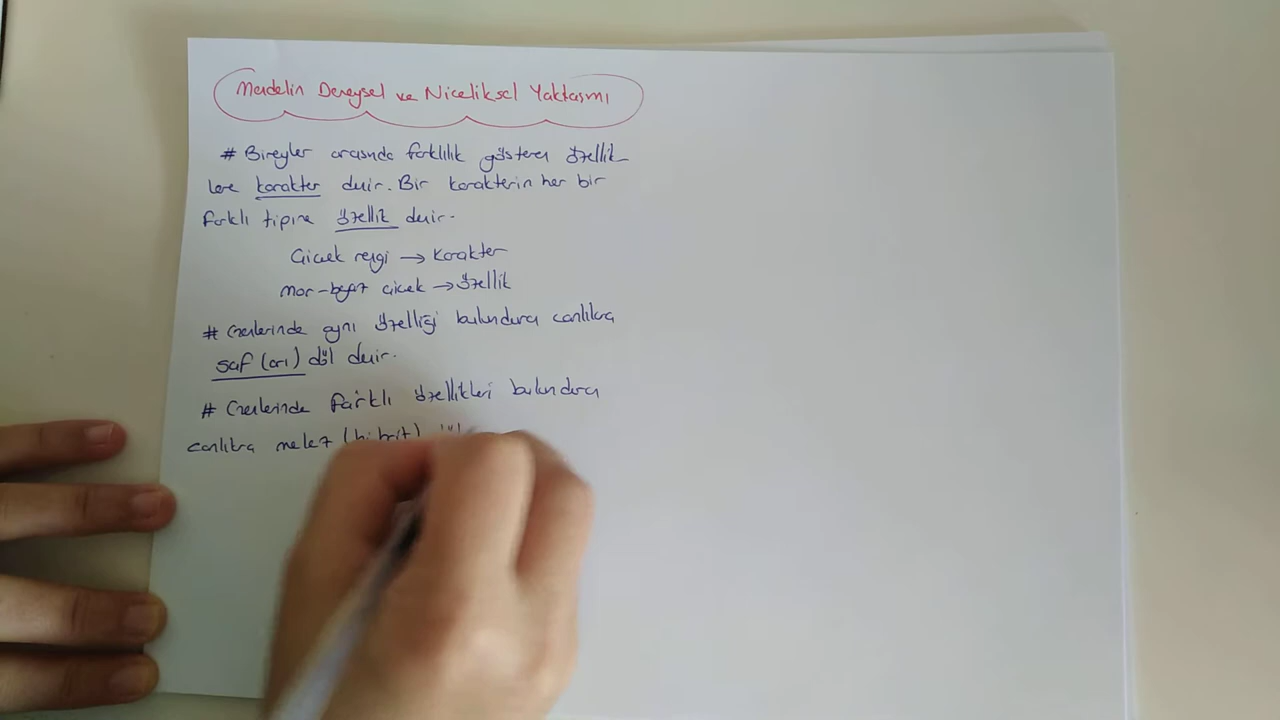 Mendelin Deneysel ve Niceliksel Yaklaşımı
# Bireyler arasında farklılık gösteren özellik
lere karakter denir. Bir karakterin her bir
farklı tipine özellik denir.
Çiçek rengi → Karakter
mor-beyaz çiçek → özellik
# Genlerinde aynı özelliği bulunduran canlılara
saf (arı) döl denir.
# Genlerinde farklı özellikleri bulunduran
canlılara melez (hibrit)